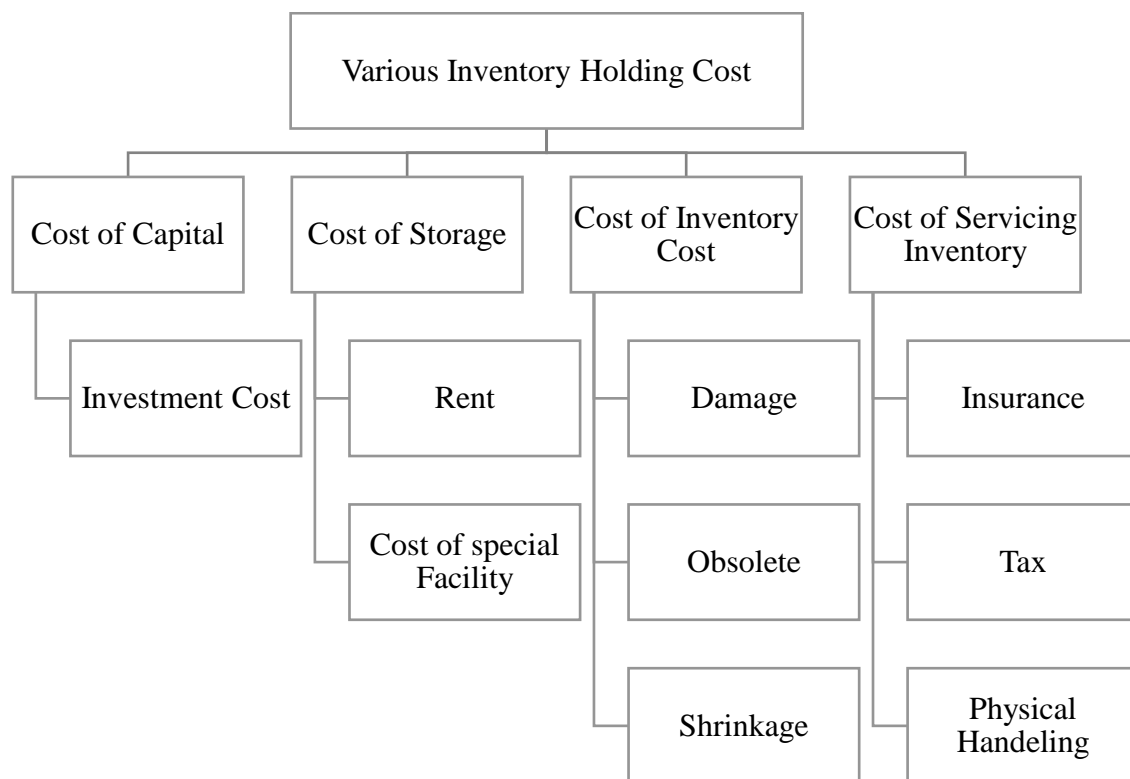 Various Inventory Holding Cost
Cost of Capital
Investment Cost
Cost of Storage
Rent
Cost of special
Facility
Cost of Inventory
Cost
Damage
Obsolete
Shrinkage
Cost of Servicing
Inventory
Insurance
Tax
Physical
Handeling